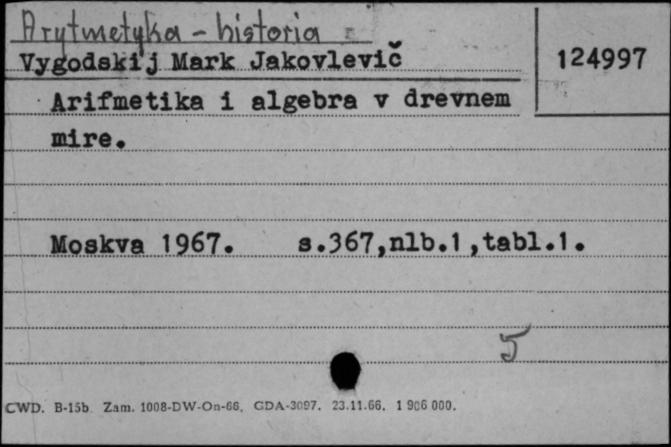 Arytmetyka - historia
Vygodskij Mark Jakovlevič
124997
Arifmetika i algebra v drevnem
mire.
Moskva 1967. s.367,nlb.1,tabl.1.
5
CWD. B-15b. Zam. 1008-DW-On-66. GDA-3097. 23.11.66. 1 906 000.